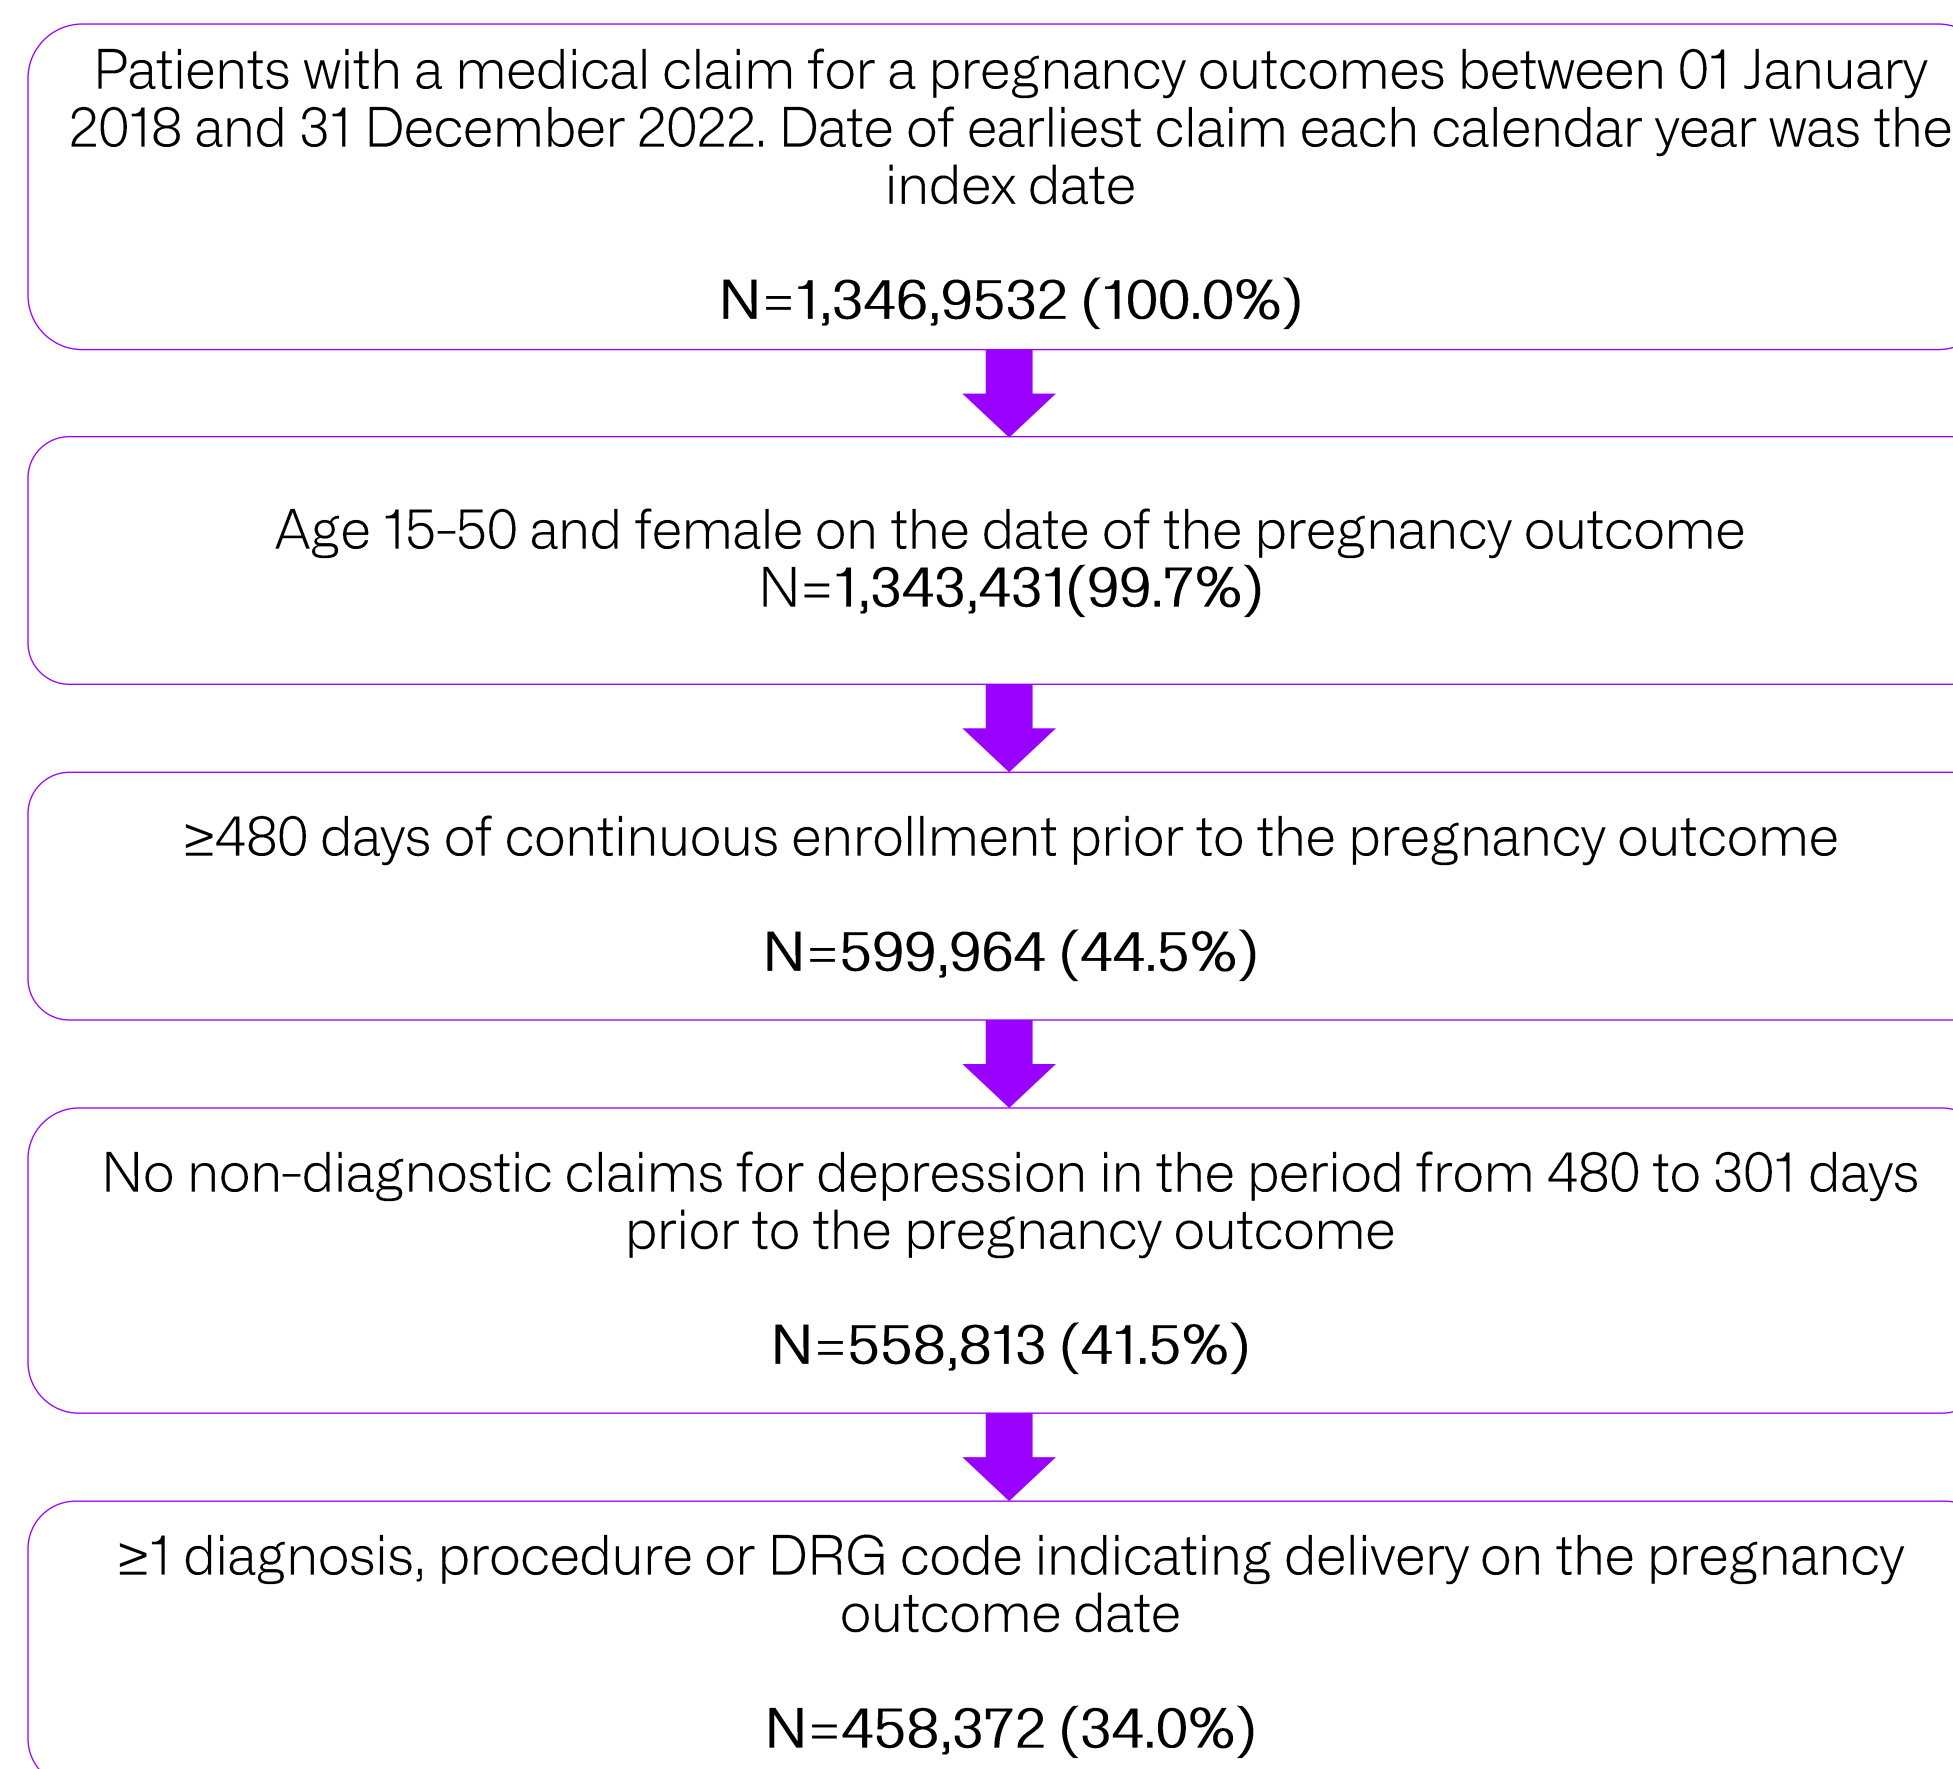 Patients with a medical claim for a pregnancy outcomes between 01 January
2018 and 31 December 2022. Date of earliest claim each calendar year was the
index date
N=1,346,9532 (100.0%)
Age 15-50 and female on the date of the pregnancy outcome
N=1,343,431(99.7%)
≥480 days of continuous enrollment prior to the pregnancy outcome
N=599,964 (44.5%)
No non-diagnostic claims for depression in the period from 480 to 301 days
prior to the pregnancy outcome
N=558,813 (41.5%)
≥1 diagnosis, procedure or DRG code indicating delivery on the pregnancy
outcome date
N=458,372 (34.0%)